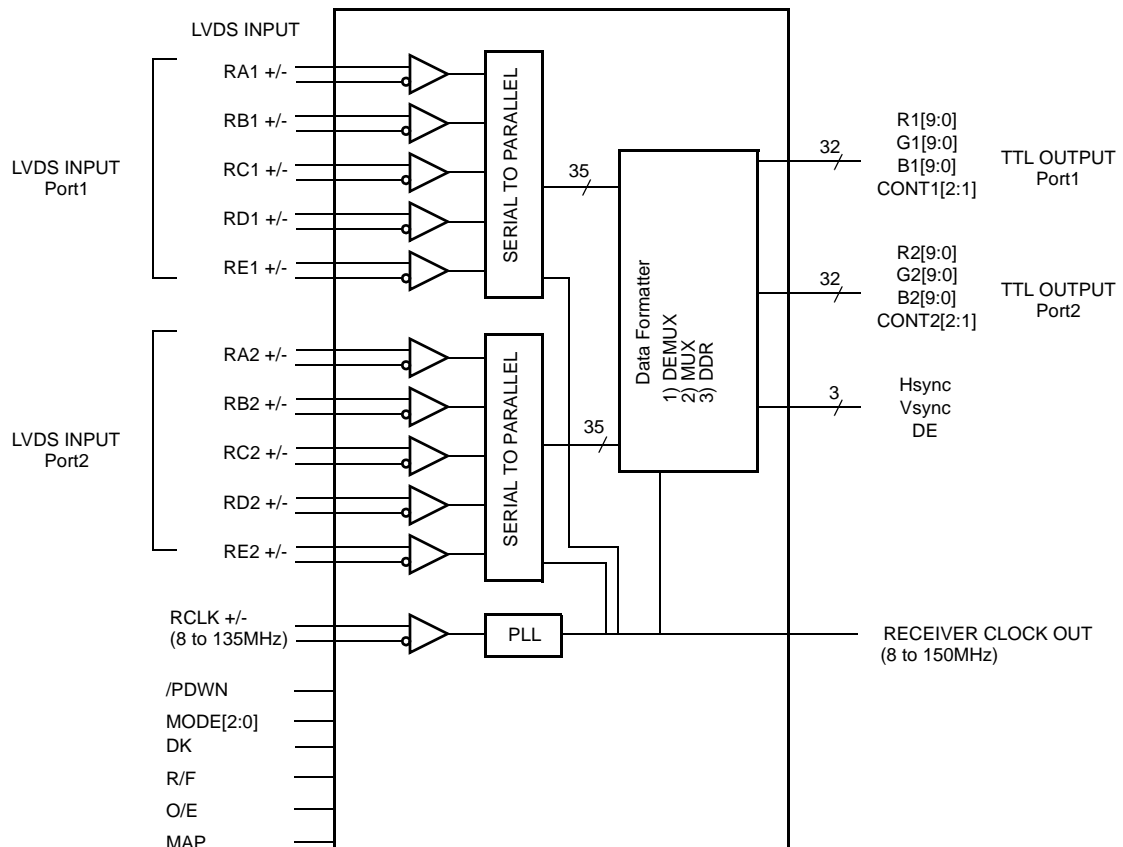 LVDS INPUT
LVDS INPUT
Port1
RA1 +/-
RB1 +/-
RC1 +/-
RD1 +/-
RE1 +/-
SERIAL TO PARALLEL
35
LVDS INPUT
Port2
RA2 +/-
RB2 +/-
RC2 +/-
RD2 +/-
RE2 +/-
SERIAL TO PARALLEL
35
Data Formatter
1) DEMUX
2) MUX
3) DDR
32
R1[9:0]
G1[9:0]
B1[9:0]
CONT1[2:1]
TTL OUTPUT
Port1
32
R2[9:0]
G2[9:0]
B2[9:0]
CONT2[2:1]
TTL OUTPUT
Port2
3
Hsync
Vsync
DE
RCLK +/-
(8 to 135MHz)
PLL
RECEIVER CLOCK OUT
(8 to 150MHz)
/PDWN
MODE[2:0]
DK
R/F
O/E
MAP